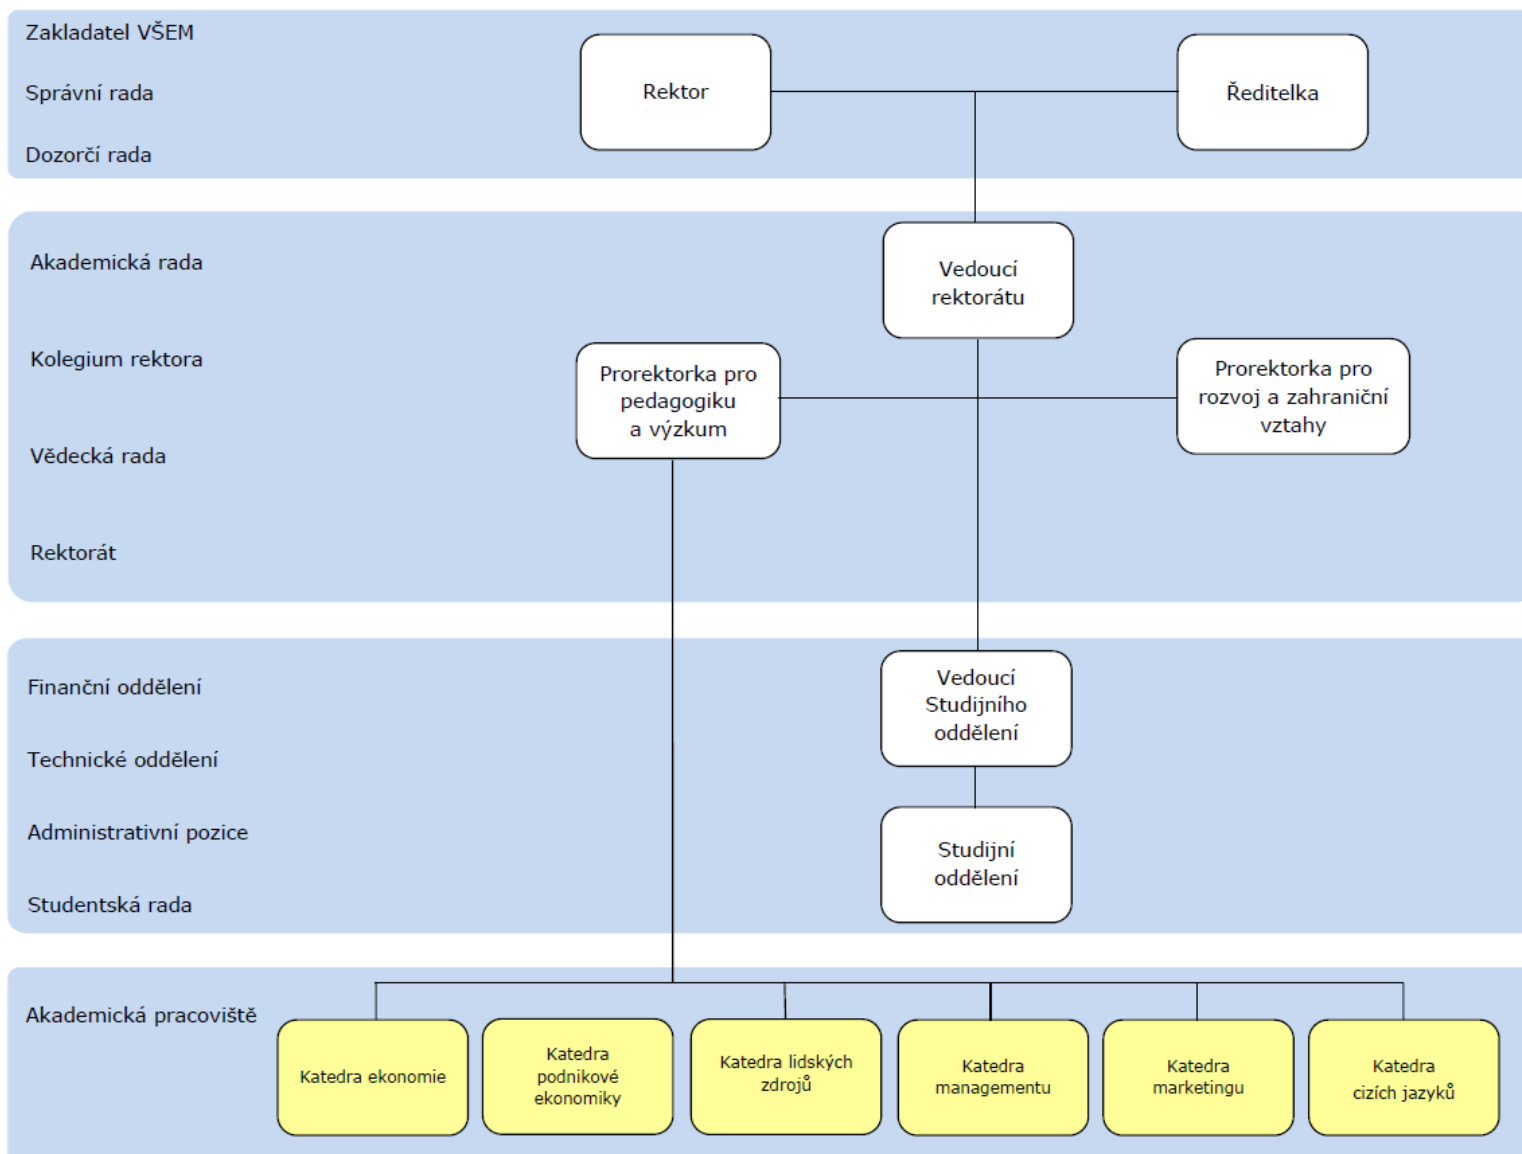 Zakladatel VŠEM
Správní rada
Dozorčí rada
Rektor
Ředitelka
Akademická rada
Kolegium rektora
Vědecká rada
Rektorát
Vedoucí
rektorátu
Prorektorka pro
pedagogiku
a výzkum
Prorektorka pro
rozvoj a zahraniční
vztahy
Finanční oddělení
Technické oddělení
Administrativní pozice
Studentská rada
Vedoucí
Studijního
oddělení
Studijní
oddělení
Akademická pracoviště
Katedra ekonomie
Katedra
podnikové
ekonomiky
Katedra lidských
zdrojů
Katedra
managementu
Katedra
marketingu
Katedra
cizích jazyků